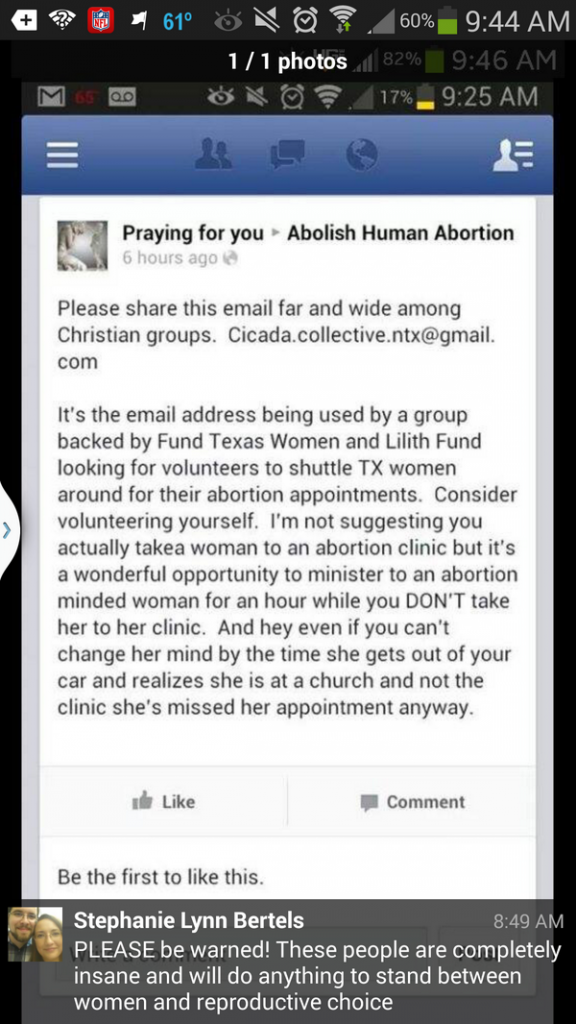 61° 60% 9:44 AM
1 / 1 photos 82% 9:46 AM
65° 17% 9:25 AM
Praying for you ▸ Abolish Human Abortion
6 hours ago
Please share this email far and wide among
Christian groups. Cicada.collective.ntx@gmail.
com
It's the email address being used by a group
backed by Fund Texas Women and Lilith Fund
looking for volunteers to shuttle TX women
around for their abortion appointments. Consider
volunteering yourself. I'm not suggesting you
actually takea woman to an abortion clinic but it's
a wonderful opportunity to minister to an abortion
minded woman for an hour while you DON'T take
her to her clinic. And hey even if you can't
change her mind by the time she gets out of your
car and realizes she is at a church and not the
clinic she's missed her appointment anyway.
Like Comment
Be the first to like this.
Stephanie Lynn Bertels 8:49 AM
PLEASE be warned! These people are completely
insane and will do anything to stand between
women and reproductive choice